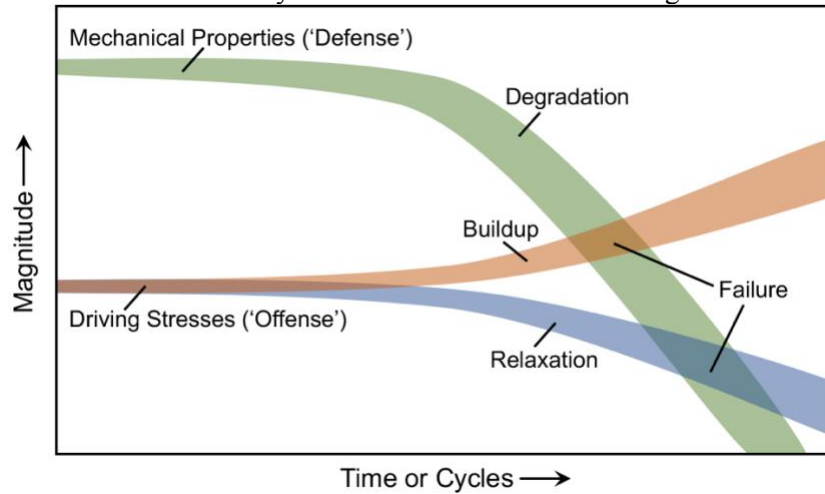 Mechanical Properties (‘Defense’)
Degradation
Buildup
Failure
Driving Stresses (‘Offense’)
Relaxation
Magnitude
Time or Cycles